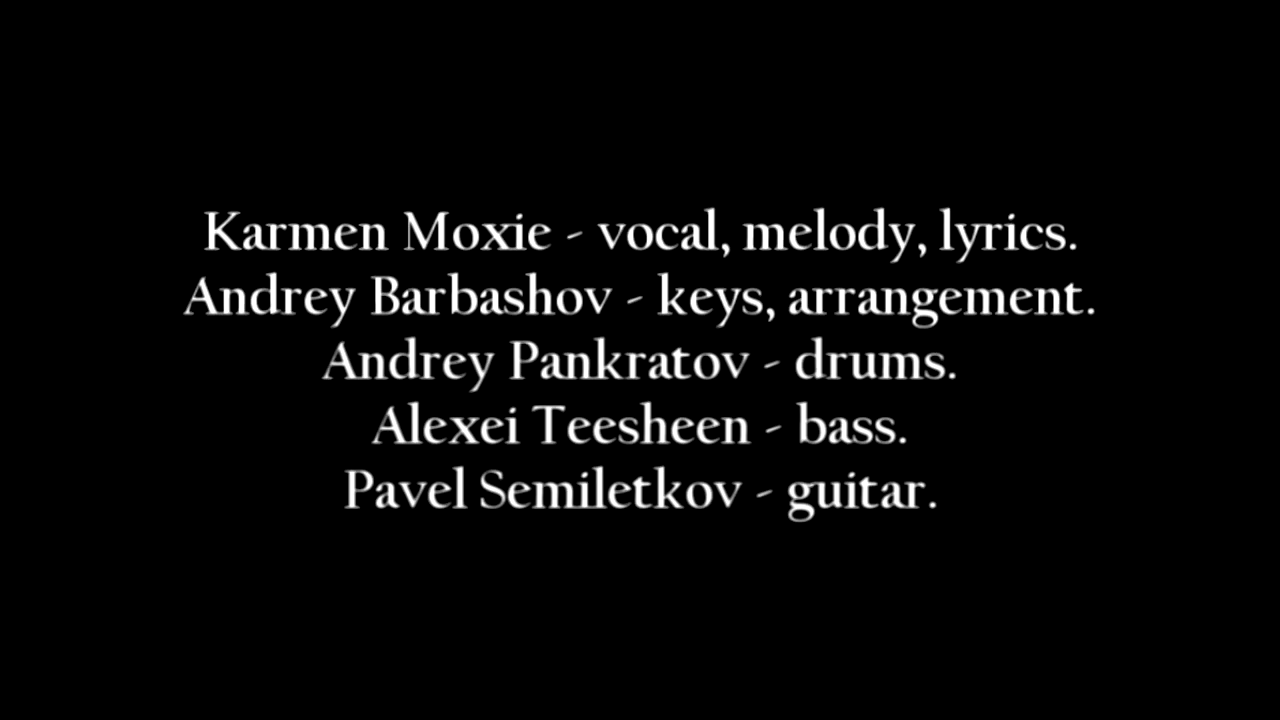 Karmen Moxie - vocal, melody, lyrics.
Andrey Barbashov - keys, arrangement.
Andrey Pankratov - drums.
Alexei Teesheen - bass.
Pavel Semiletkov - guitar.